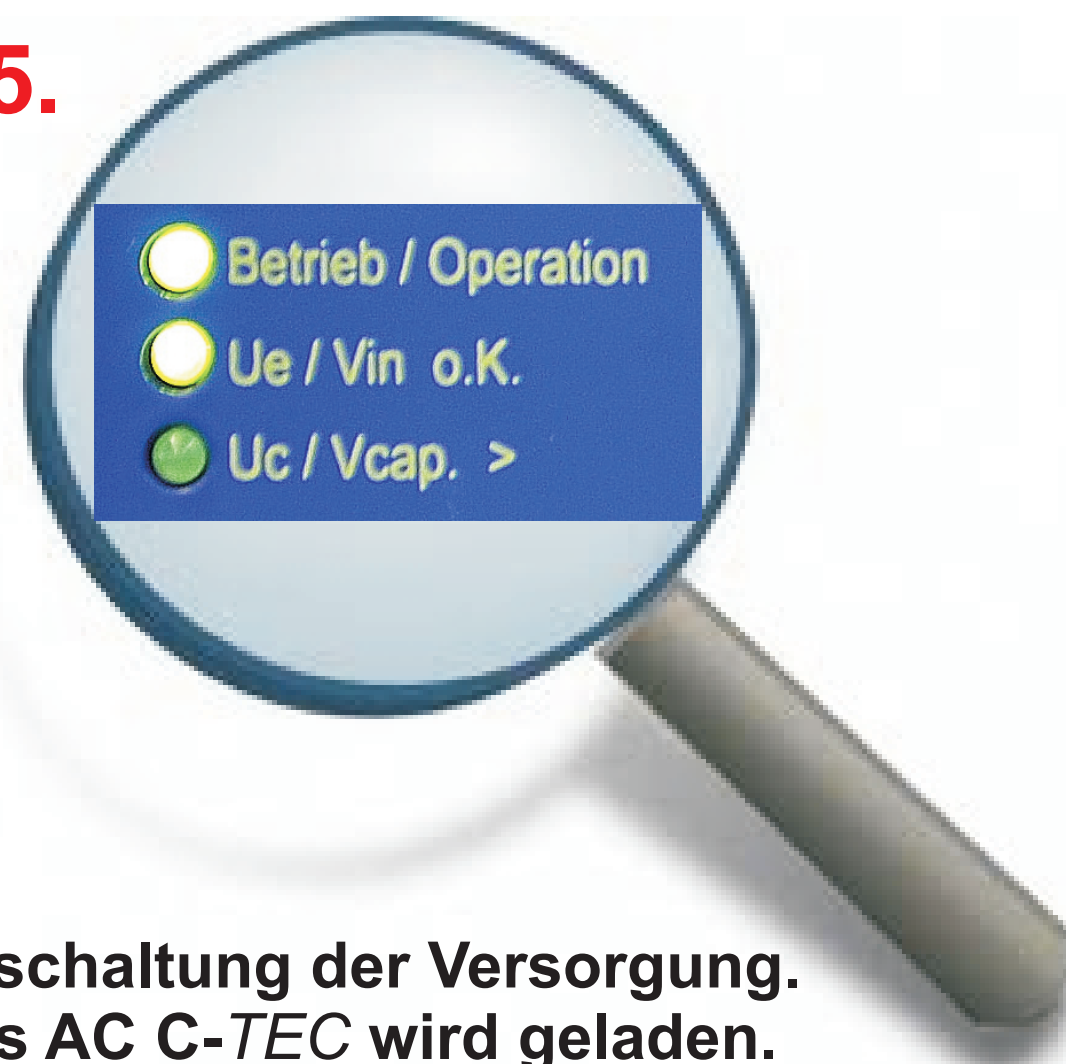 5.
Betrieb / Operation
Ue / Vin o.K.
Uc / Vcap. >
schaltung der Versorgung.
s AC C-TEC wird geladen.